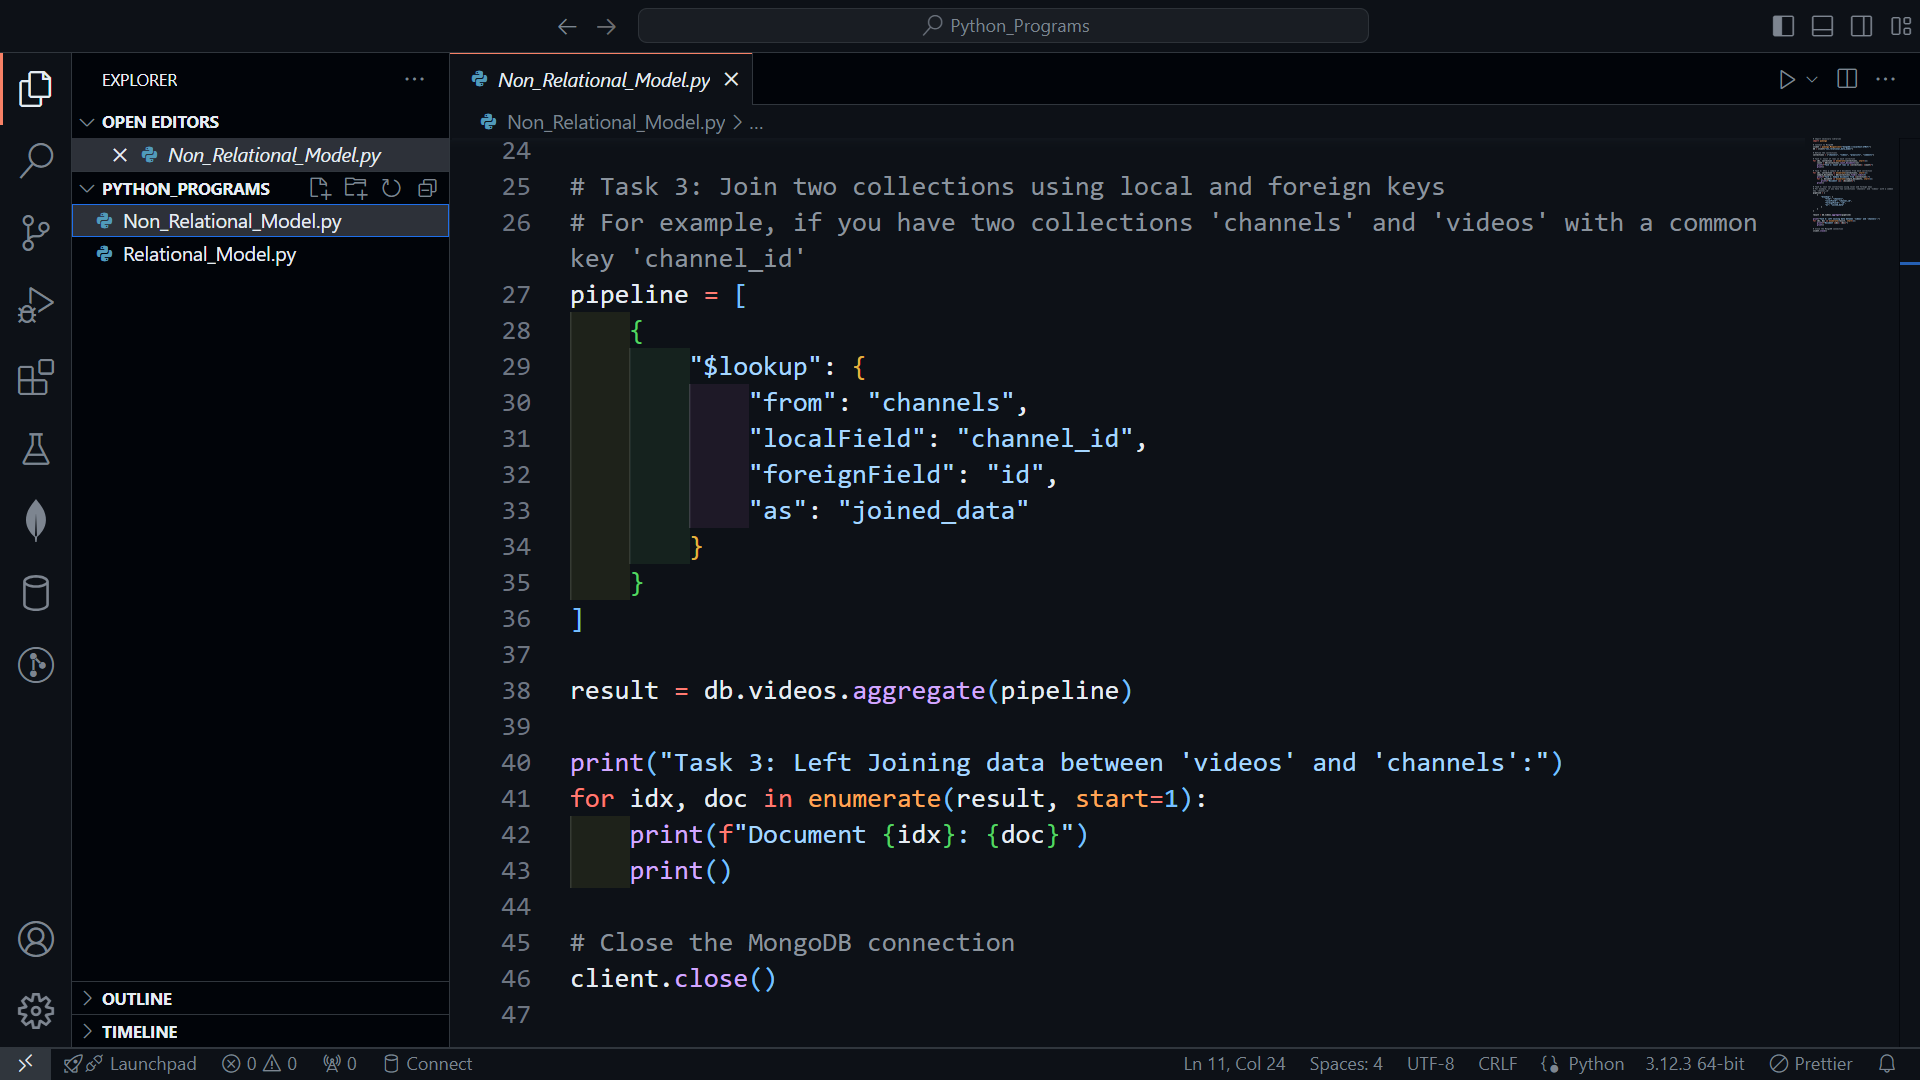 Python_Programs
EXPLORER
OPEN EDITORS
Non_Relational_Model.py
PYTHON_PROGRAMS
Non_Relational_Model.py
Relational_Model.py
OUTLINE
TIMELINE
Non_Relational_Model.py
Non_Relational_Model.py > ...
24
25 # Task 3: Join two collections using local and foreign keys
26 # For example, if you have two collections 'channels' and 'videos' with a common
key 'channel_id'
27 pipeline = [
28     {
29         "$lookup": {
30             "from": "channels",
31             "localField": "channel_id",
32             "foreignField": "id",
33             "as": "joined_data"
34         }
35     }
36 ]
37
38 result = db.videos.aggregate(pipeline)
39
40 print("Task 3: Left Joining data between 'videos' and 'channels':")
41 for idx, doc in enumerate(result, start=1):
42     print(f"Document {idx}: {doc}")
43     print()
44
45 # Close the MongoDB connection
46 client.close()
47
Launchpad 0 0 0 Connect Ln 11, Col 24 Spaces: 4 UTF-8 CRLF Python 3.12.3 64-bit Prettier